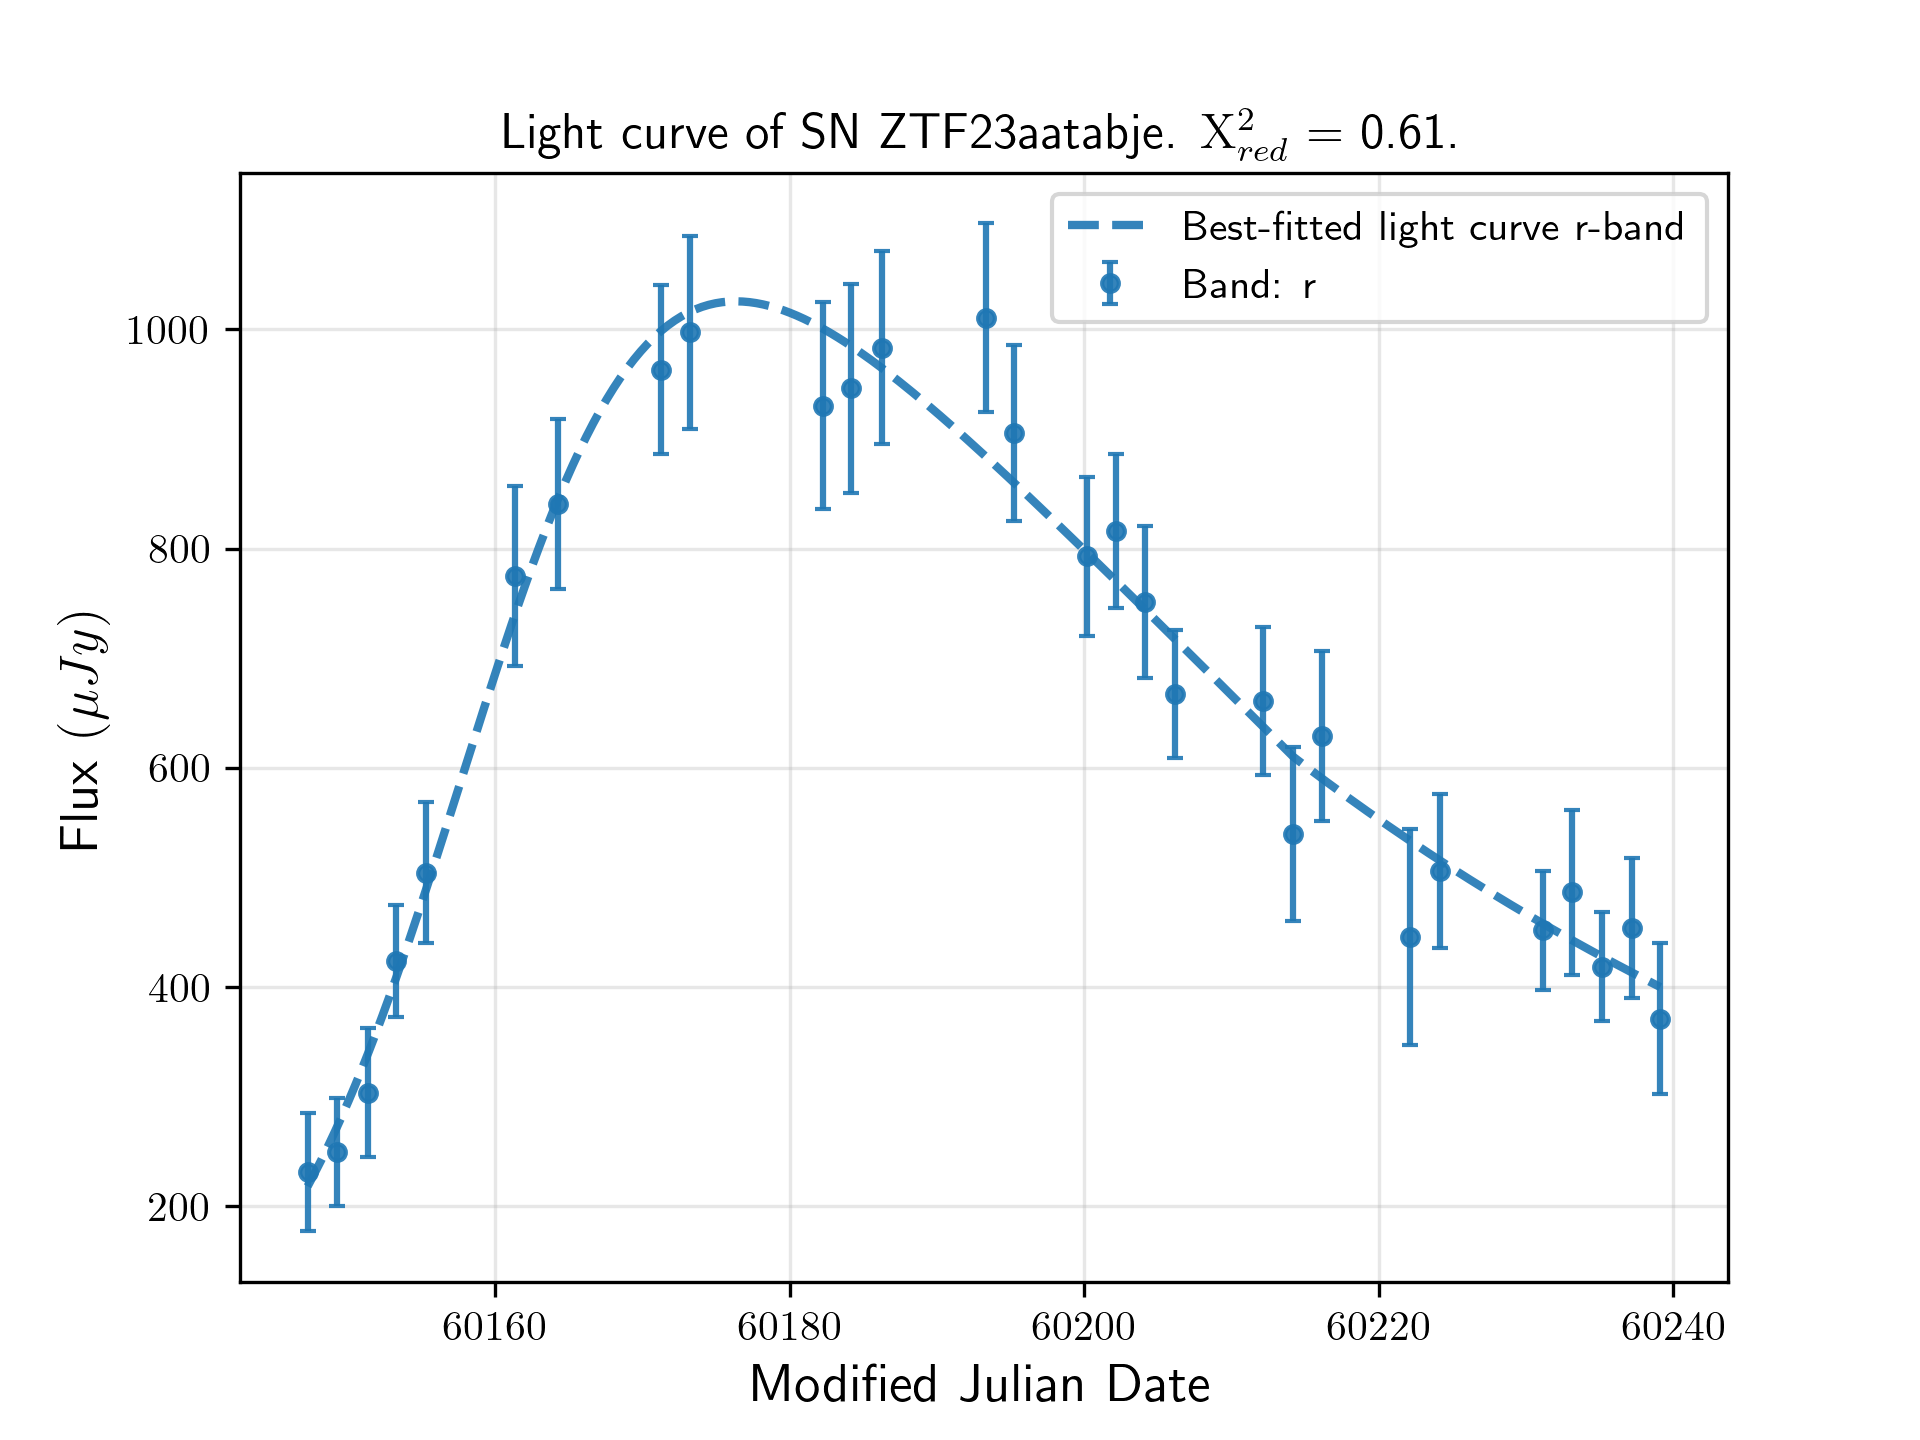 Light curve of SN ZTF23aatabje. X²_red = 0.61.
Best-fitted light curve r-band
Band: r
1000
800
600
400
200
Flux (μJy)
60160 60180 60200 60220 60240
Modified Julian Date